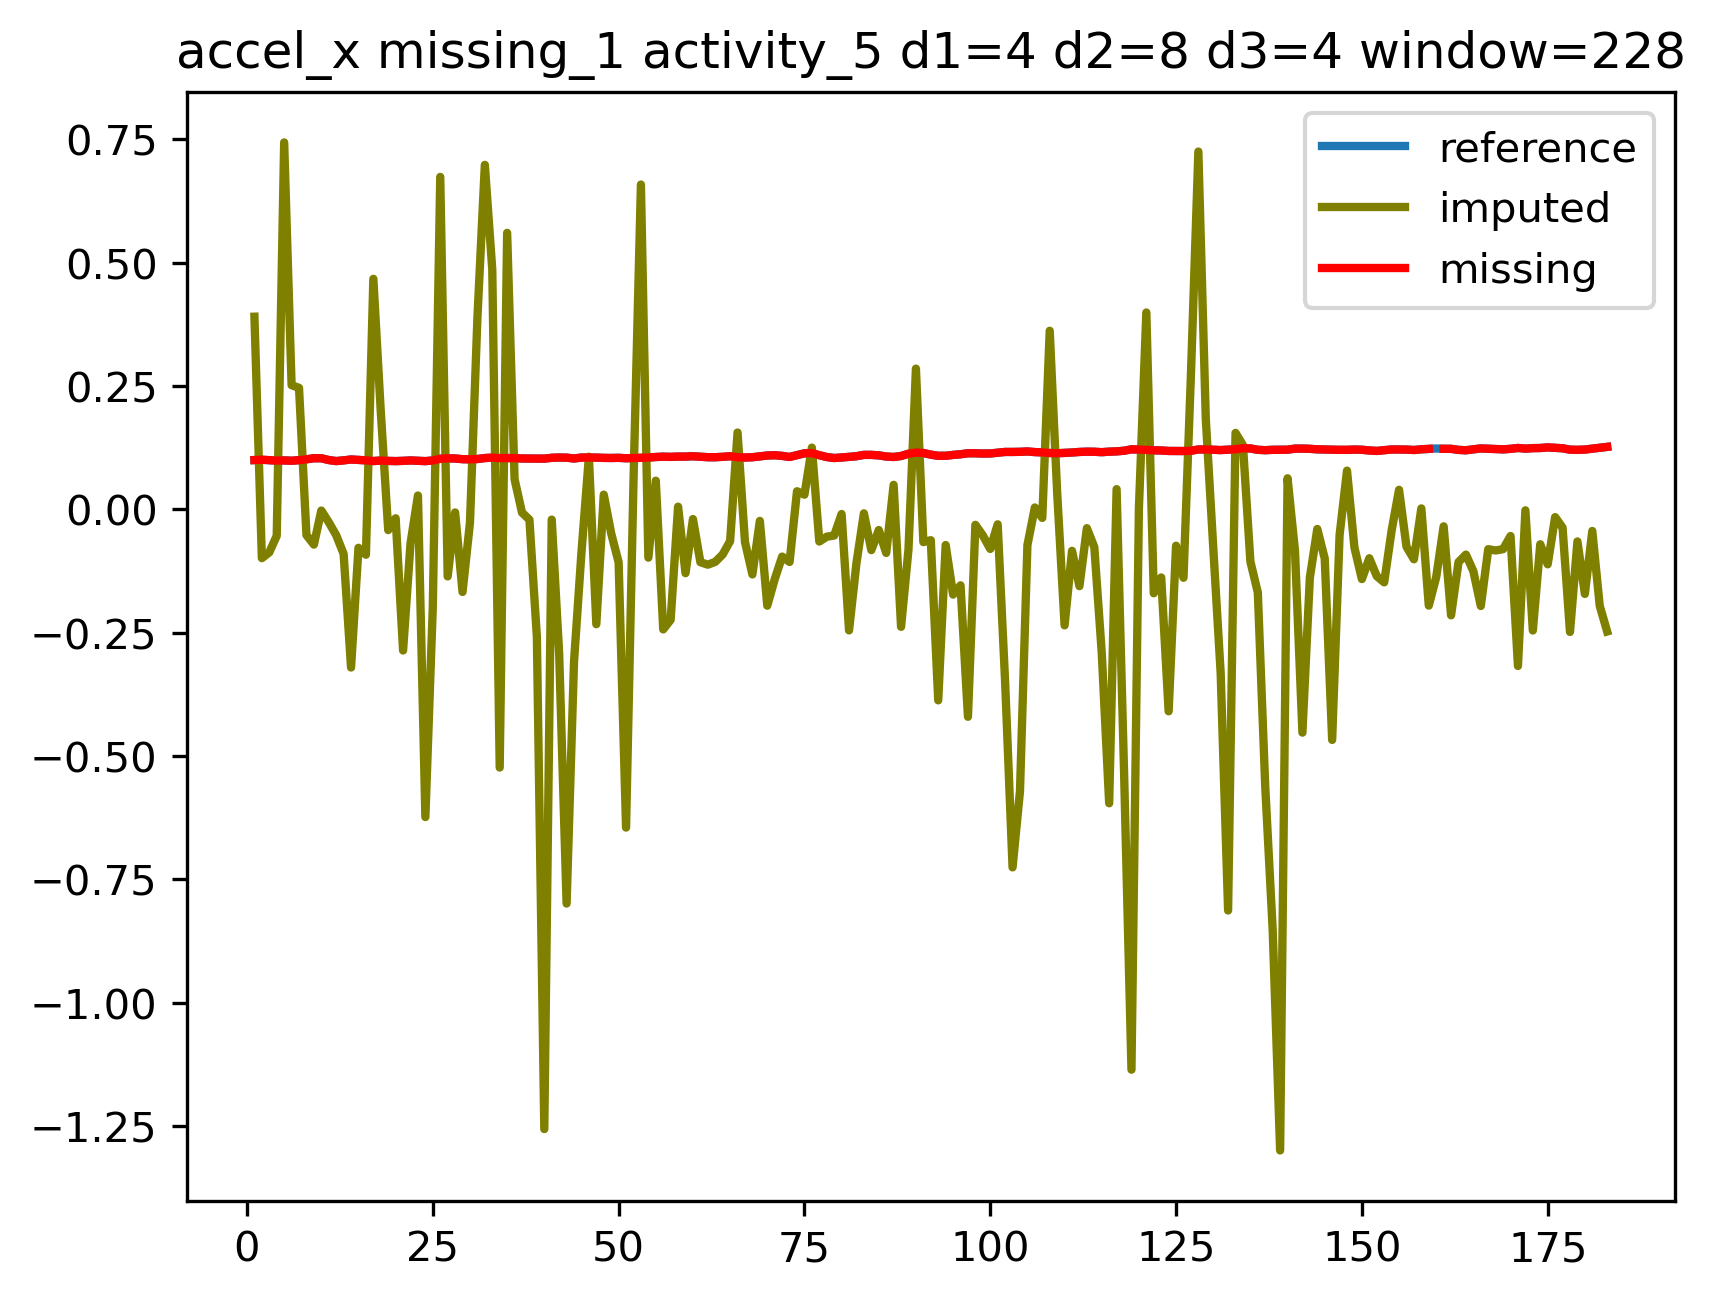 accel_x missing_1 activity_5 d1=4 d2=8 d3=4 window=228
reference
imputed
missing
0.75
0.50
0.25
0.00
−0.25
−0.50
−0.75
−1.00
−1.25
0 25 50 75 100 125 150 175